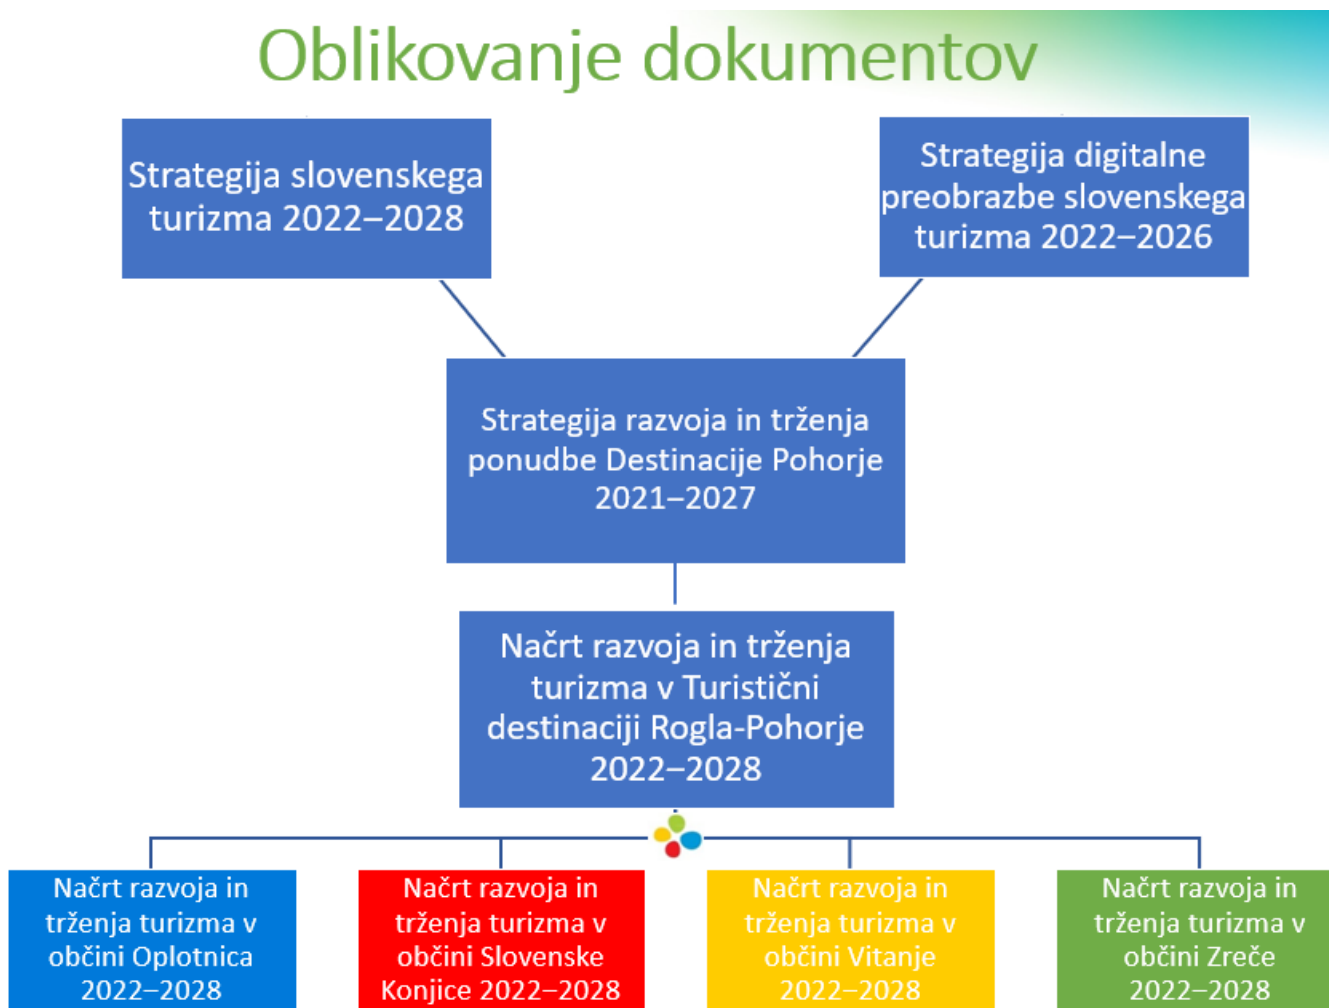 Oblikovanje dokumentov
Strategija slovenskega
turizma 2022–2028
Strategija digitalne
preobrazbe slovenskega
turizma 2022–2026
Strategija razvoja in trženja
ponudbe Destinacije Pohorje
2021–2027
Načrt razvoja in trženja
turizma v Turistični
destinaciji Rogla-Pohorje
2022–2028
Načrt razvoja in
trženja turizma v
občini Oplotnica
2022–2028
Načrt razvoja in
trženja turizma v
občini Slovenske
Konjice 2022–2028
Načrt razvoja in
trženja turizma v
občini Vitanje
2022–2028
Načrt razvoja in
trženja turizma v
občini Zreče
2022–2028